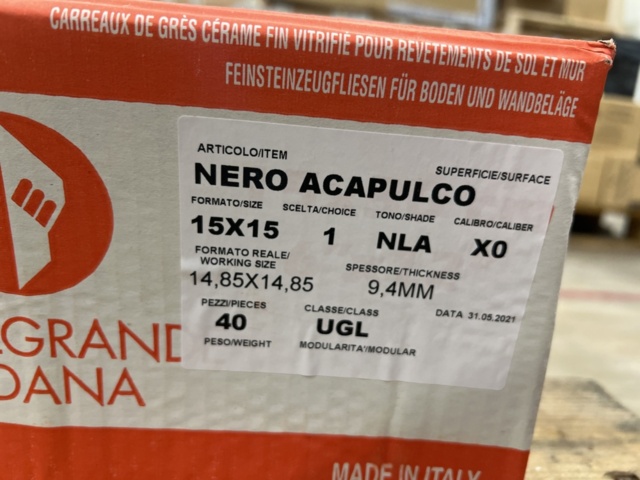 CARREAUX DE GRÈS CÉRAME FIN VITRIFIÉ POUR REVETEMENTS DE SOL ET MUR
FEINSTEINZEUGFLIESEN FÜR BODEN UND WANDBELÄGE
ARTICOLO/ITEM SUPERFICIE/SURFACE
NERO ACAPULCO
FORMATO/SIZE SCELTA/CHOICE TONO/SHADE CALIBRO/CALIBER
15X15 1 NLA X0
FORMATO REALE/ SPESSORE/THICKNESS
WORKING SIZE
14,85X14,85 9,4MM
PEZZI/PIECES CLASSE/CLASS DATA 31.05.2021
40 UGL
PESO/WEIGHT MODULARITA'/MODULAR
GRAND
DANA
MADE IN ITALY